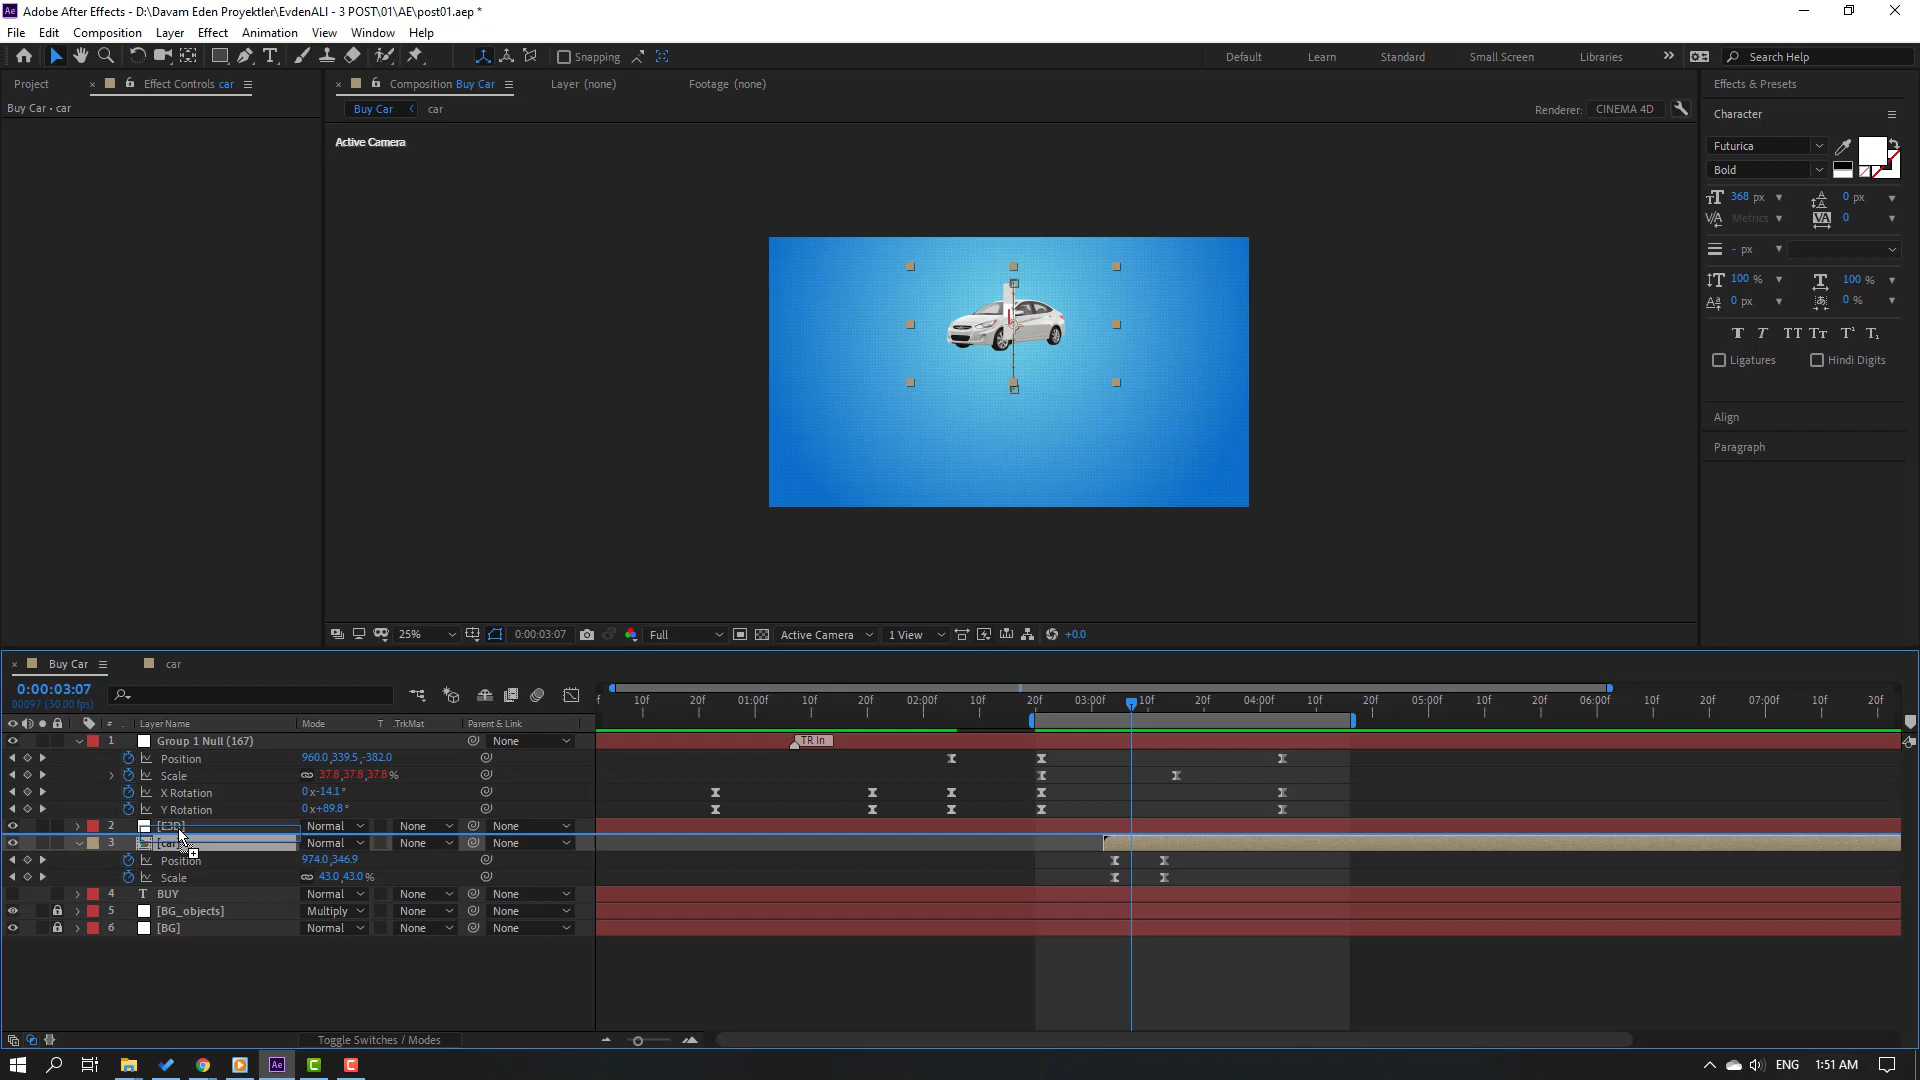 Adobe After Effects - D:\Davam Eden Proyektler\EvdenALI - 3 POST\01\AE\post01.aep *
File Edit Composition Layer Effect Animation View Window Help
Snapping
Default Learn Standard Small Screen Libraries
Search Help
Project Effect Controls car
Composition Buy Car Layer (none) Footage (none)
Effects & Presets
Buy Car • car
Buy Car car
Renderer: CINEMA 4D
Character
Active Camera
Futurica
Bold
368 px 0 px
Metrics 0
- px
100 % 100 %
0 px 0 %
Ligatures Hindi Digits
Align
Paragraph
25% 0:00:03:07 Full Active Camera 1 View +0.0
Buy Car car
0:00:03:07
00097 (30.00 fps)
f 10f 20f 01:00f 10f 20f 02:00f 10f 20f 03:00f 10f 20f 04:00f 10f 20f 05:00f 10f 20f 06:00f 10f 20f 07:00f 10f 20f
# Layer Name Mode T .TrkMat Parent & Link
1 Group 1 Null (167) None TR In
Position 960.0,339.5,-382.0
Scale 37.8,37.8,37.8%
X Rotation 0x-14.1°
Y Rotation 0x+89.8°
2 [E3D] Normal None None
3 [car] Normal None None
Position 974.0,346.9
Scale 43.0,43.0%
4 T BUY Normal None None
5 [BG_objects] Multiply None None
6 [BG] Normal None None
Toggle Switches / Modes
ENG 1:51 AM